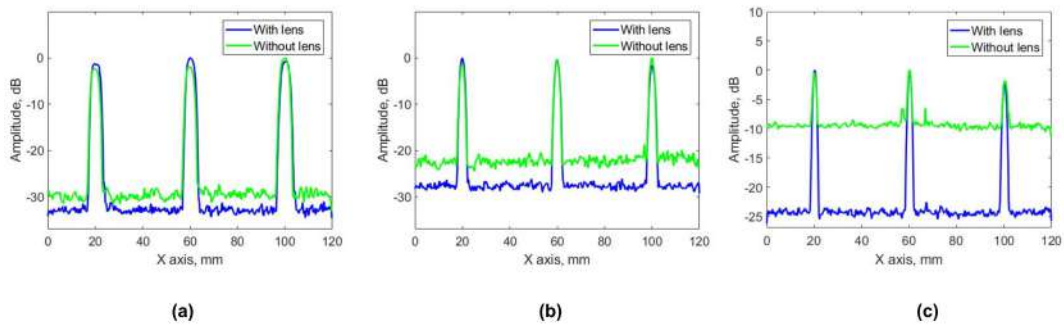 With lens
Without lens
Amplitude, dB
0
-10
-20
-30
0 20 40 60 80 100 120
X axis, mm
(a)
With lens
Without lens
Amplitude, dB
0
-10
-20
-30
0 20 40 60 80 100 120
X axis, mm
(b)
With lens
Without lens
Amplitude, dB
10
5
0
-5
-10
-15
-20
-25
0 20 40 60 80 100 120
X axis, mm
(c)